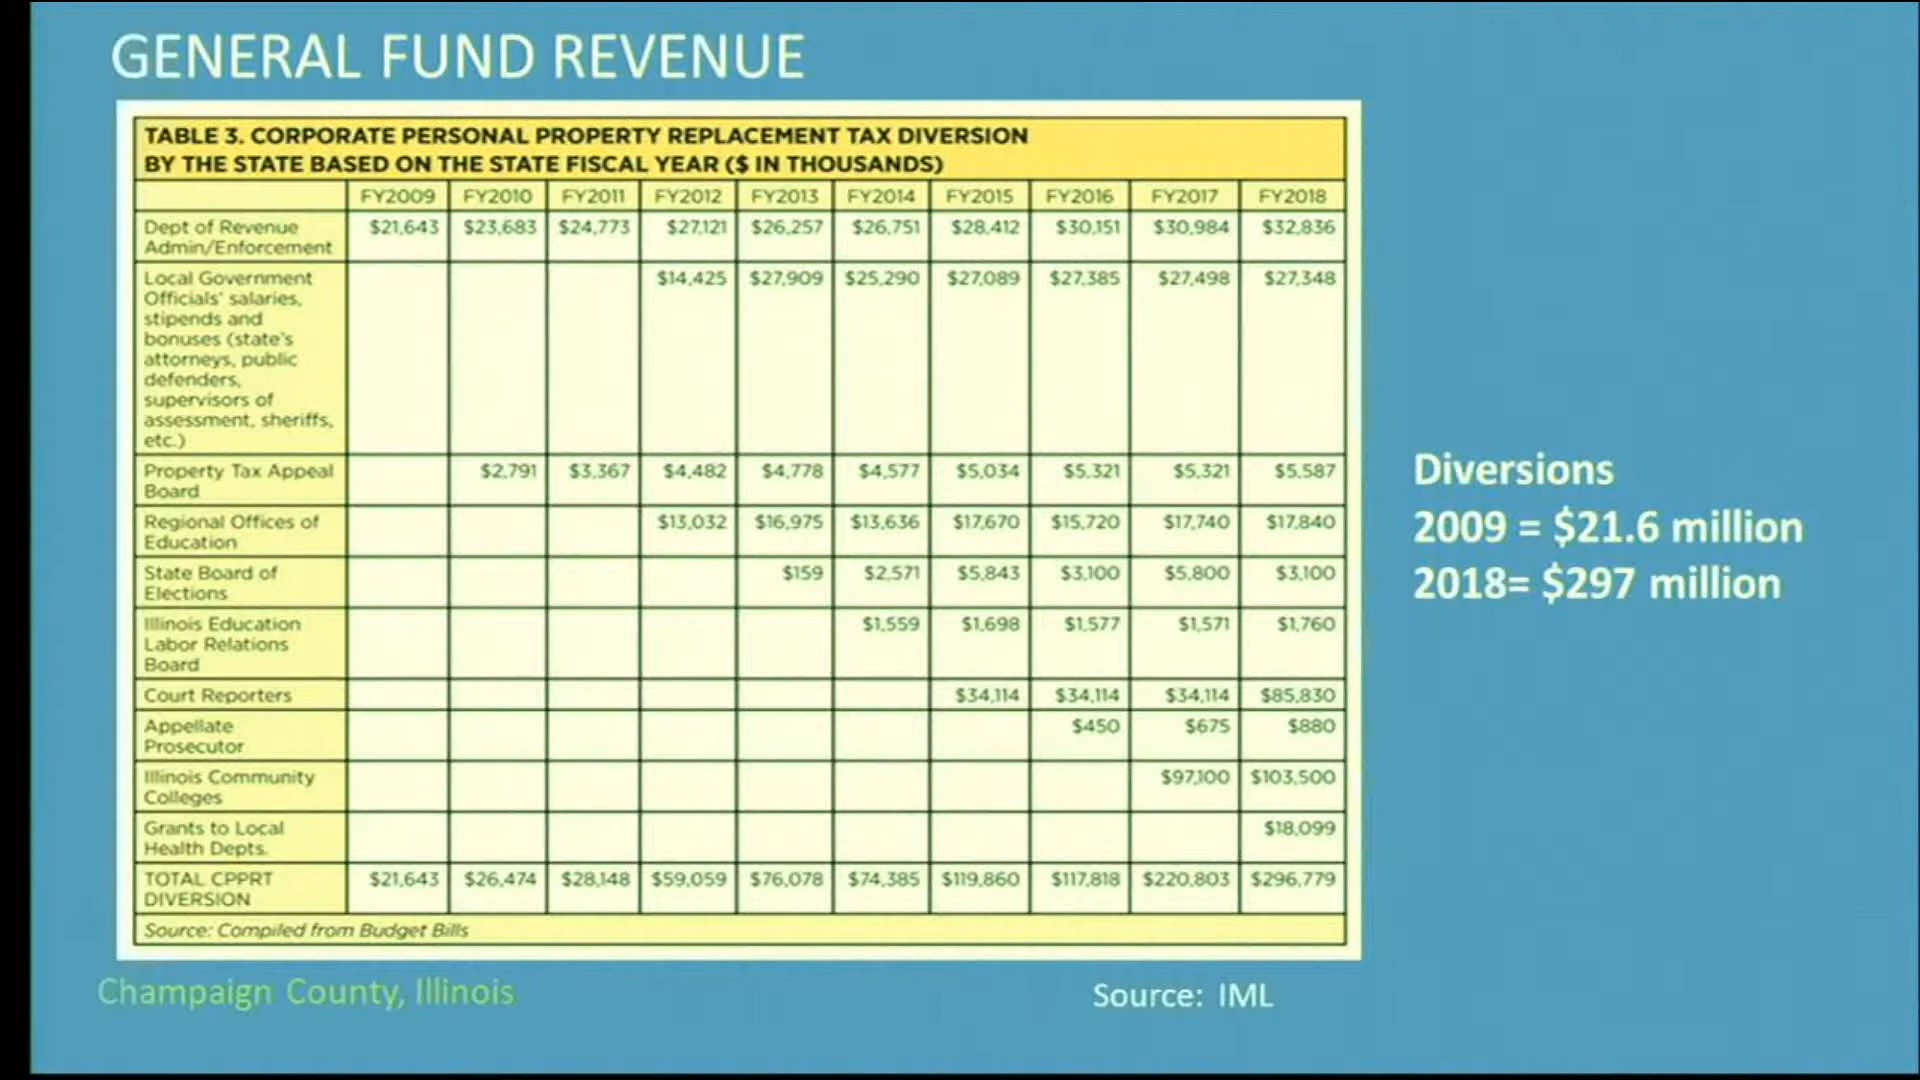 GENERAL FUND REVENUE
TABLE 3. CORPORATE PERSONAL PROPERTY REPLACEMENT TAX DIVERSION
BY THE STATE BASED ON THE STATE FISCAL YEAR ($ IN THOUSANDS)
FY2009 FY2010 FY2011 FY2012 FY2013 FY2014 FY2015 FY2016 FY2017 FY2018
Dept of Revenue $21,643 $23,683 $24,773 $27,121 $26,257 $26,751 $28,412 $30,151 $30,984 $32,836
Admin/Enforcement
Local Government $14,425 $27,909 $25,290 $27,089 $27,385 $27,498 $27,348
Officials' salaries,
stipends and
bonuses (state's
attorneys, public
defenders,
supervisors of
assessment, sheriffs,
etc.)
Property Tax Appeal $2,791 $3,367 $4,482 $4,778 $4,577 $5,034 $5,321 $5,321 $5,587
Board
Regional Offices of $13,032 $16,975 $13,636 $17,670 $15,720 $17,740 $17,840
Education
State Board of $159 $2,571 $5,843 $3,100 $5,800 $3,100
Elections
Illinois Education $1,559 $1,698 $1,577 $1,571 $1,760
Labor Relations
Board
Court Reporters $34,114 $34,114 $34,114 $85,830
Appellate $450 $675 $880
Prosecutor
Illinois Community $97,100 $103,500
Colleges
Grants to Local $18,099
Health Depts.
TOTAL CPPRT $21,643 $26,474 $28,148 $59,059 $76,078 $74,385 $119,860 $117,818 $220,803 $296,779
DIVERSION
Source: Compiled from Budget Bills
Diversions
2009 = $21.6 million
2018= $297 million
Champaign County, Illinois
Source: IML